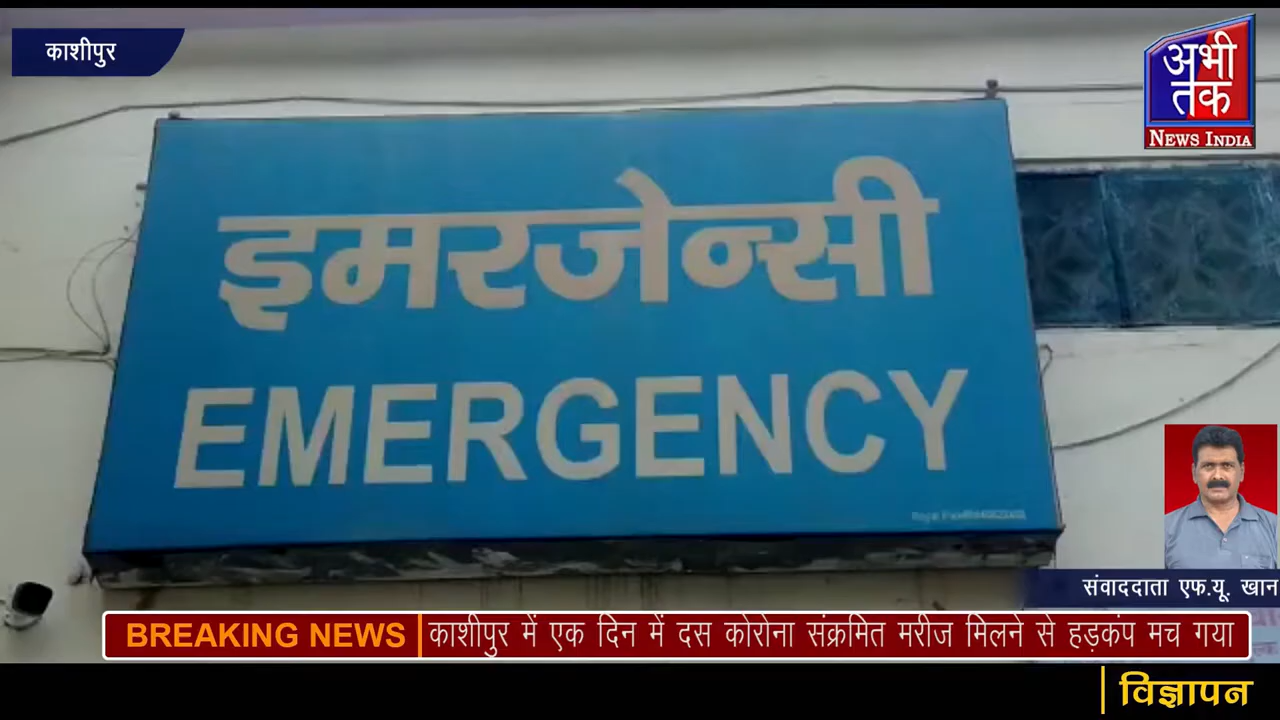 काशीपुर
अभी
तक
NEWS INDIA
इमरजेन्सी
EMERGENCY
संवाददाता एफ.यू. खान
BREAKING NEWS काशीपुर में एक दिन में दस कोरोना संक्रमित मरीज मिलने से हड़कंप मच गया
विज्ञापन